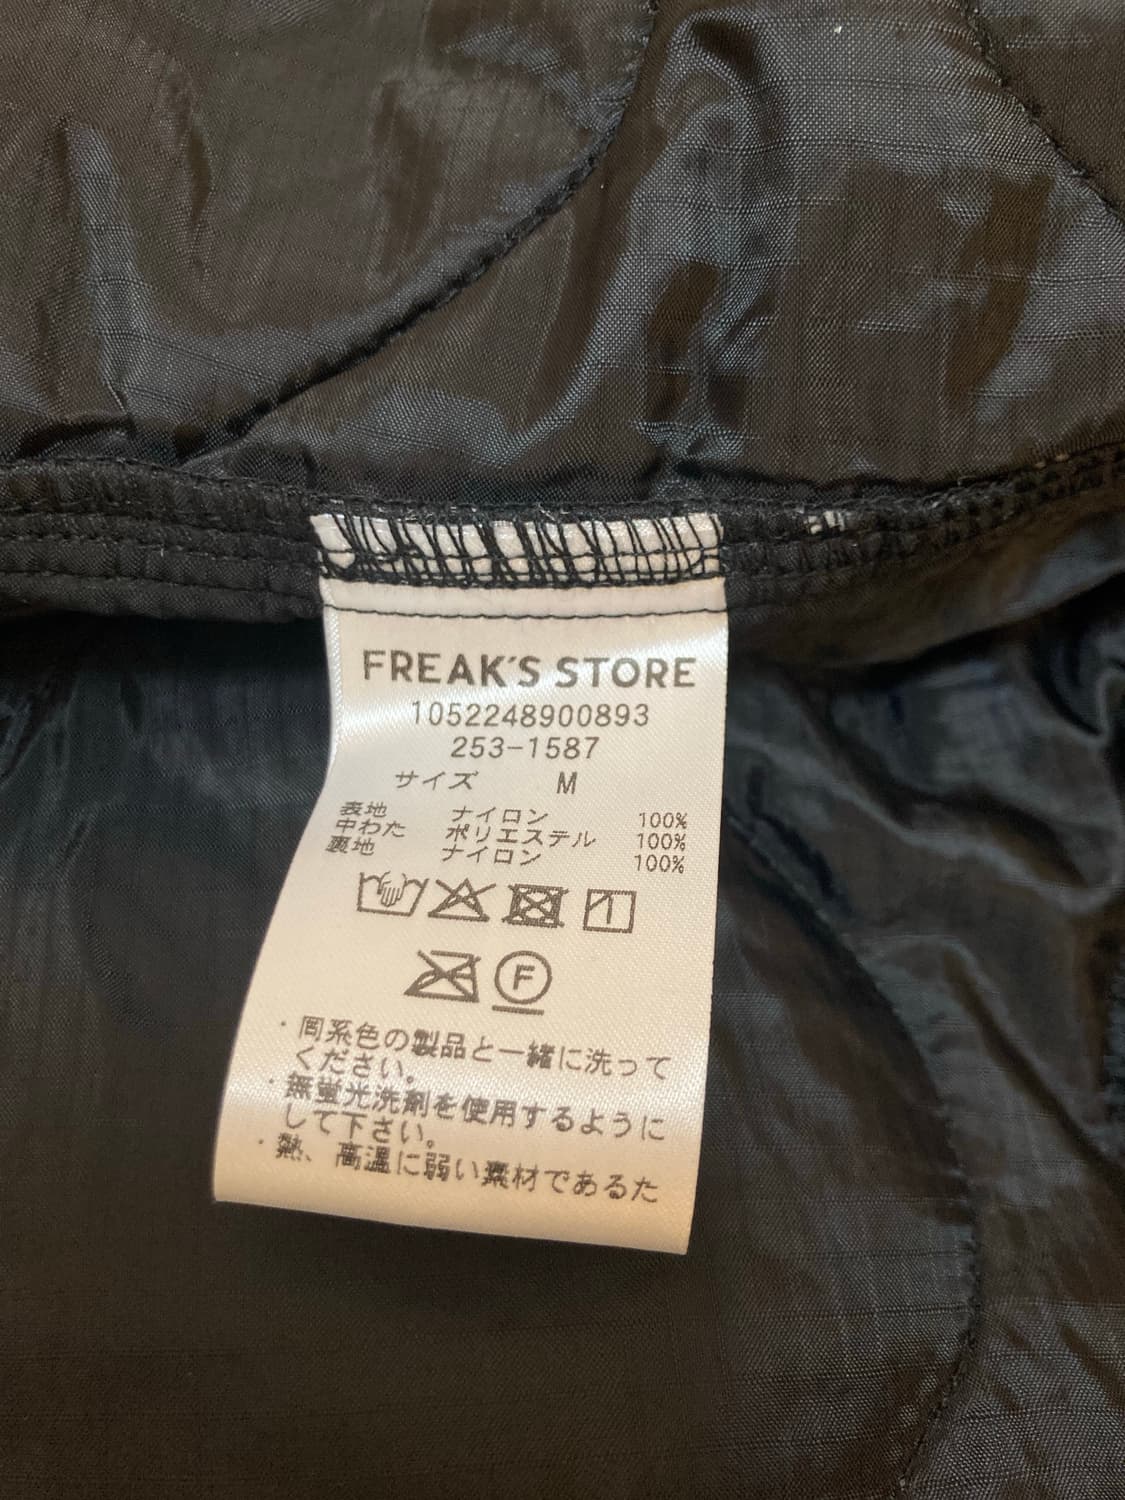 FREAK'S STORE
1052248900893
253-1587
サイズ M
表地 ナイロン 100%
中わた ポリエステル 100%
裏地 ナイロン 100%
F
・同系色の製品と一緒に洗って
ください。
・無蛍光洗剤を使用するように
して下さい。
・熱、高温に弱い素材であるた